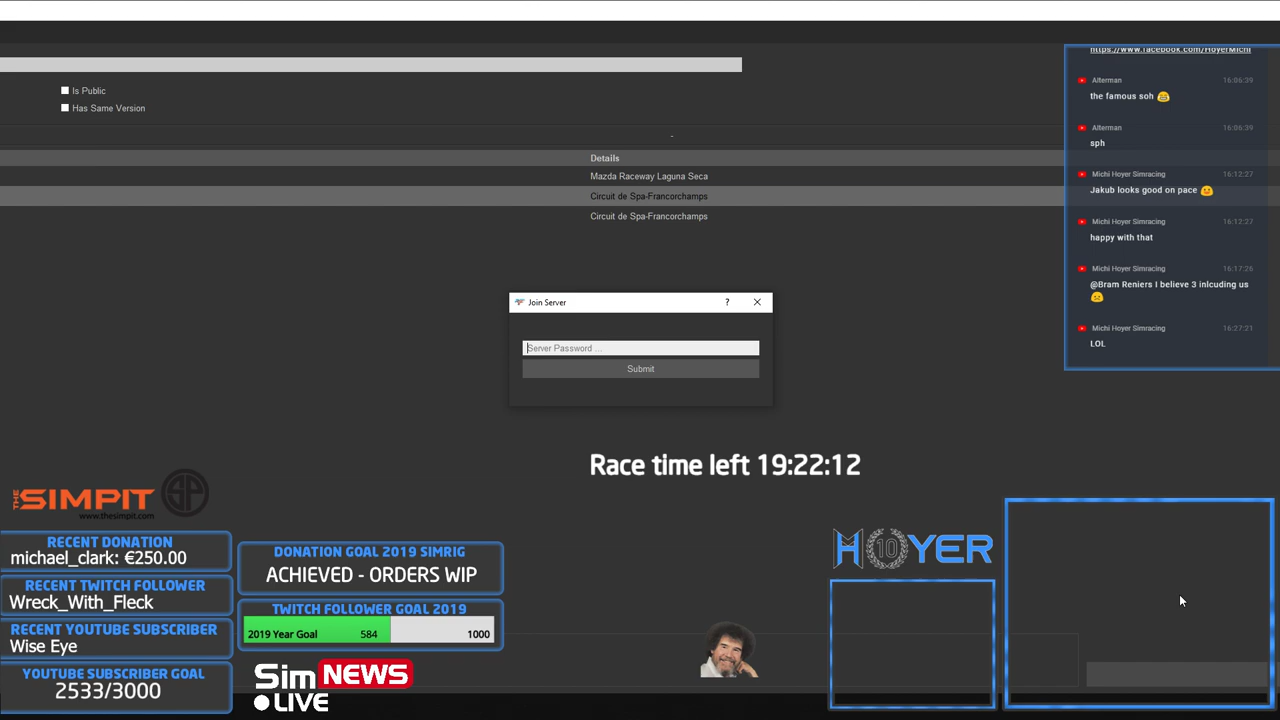 https://www.facebook.com/HoyerMichi
Is Public
Has Same Version
-
Details
Mazda Raceway Laguna Seca
Circuit de Spa-Francorchamps
Circuit de Spa-Francorchamps
Alterman 16:06:39
the famous soh
Alterman 16:06:39
sph
Michi Hoyer Simracing 16:12:27
Jakub looks good on pace
Michi Hoyer Simracing 16:12:27
happy with that
Michi Hoyer Simracing 16:17:26
@Bram Reniers I believe 3 inlcuding us
Michi Hoyer Simracing 16:27:21
LOL
Join Server ?
Server Password ...
Submit
Race time left 19:22:12
THE SIMPIT SP
www.thesimpit.com
RECENT DONATION
michael_clark: €250.00
RECENT TWITCH FOLLOWER
Wreck_With_Fleck
RECENT YOUTUBE SUBSCRIBER
Wise Eye
YOUTUBE SUBSCRIBER GOAL
2533/3000
DONATION GOAL 2019 SIMRIG
ACHIEVED - ORDERS WIP
TWITCH FOLLOWER GOAL 2019
2019 Year Goal 584 1000
Sim NEWS
LIVE
H10YER